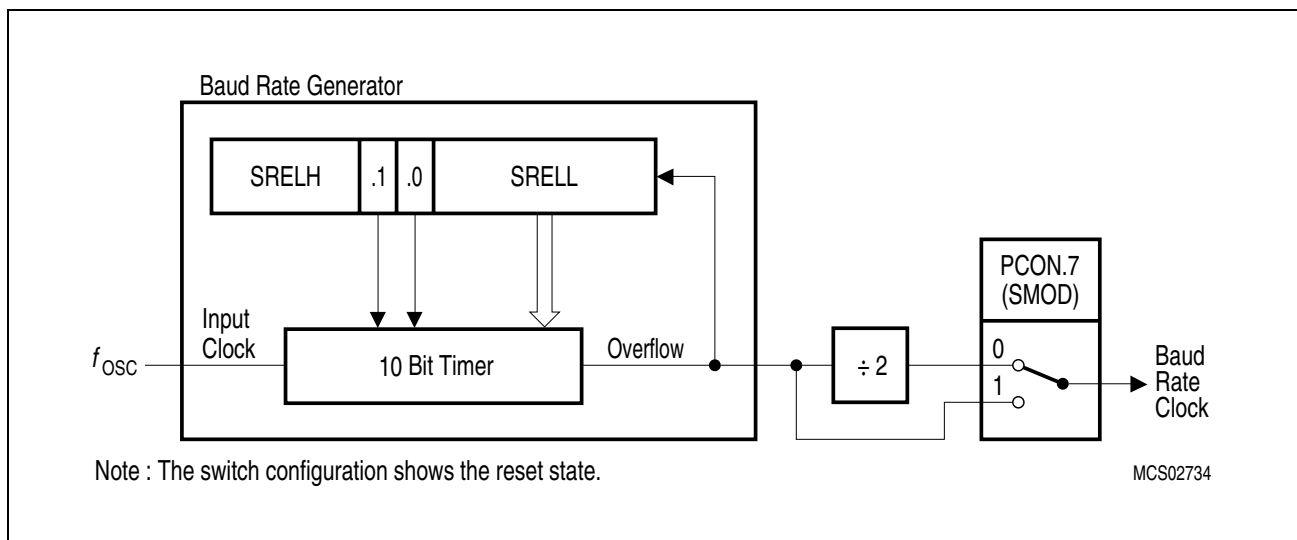 Baud Rate Generator
SRELH .1 .0 SRELL
PCON.7
(SMOD)
Input
Clock
f OSC
10 Bit Timer
Overflow
÷ 2
0
1
Baud
Rate
Clock
Note : The switch configuration shows the reset state.
MCS02734